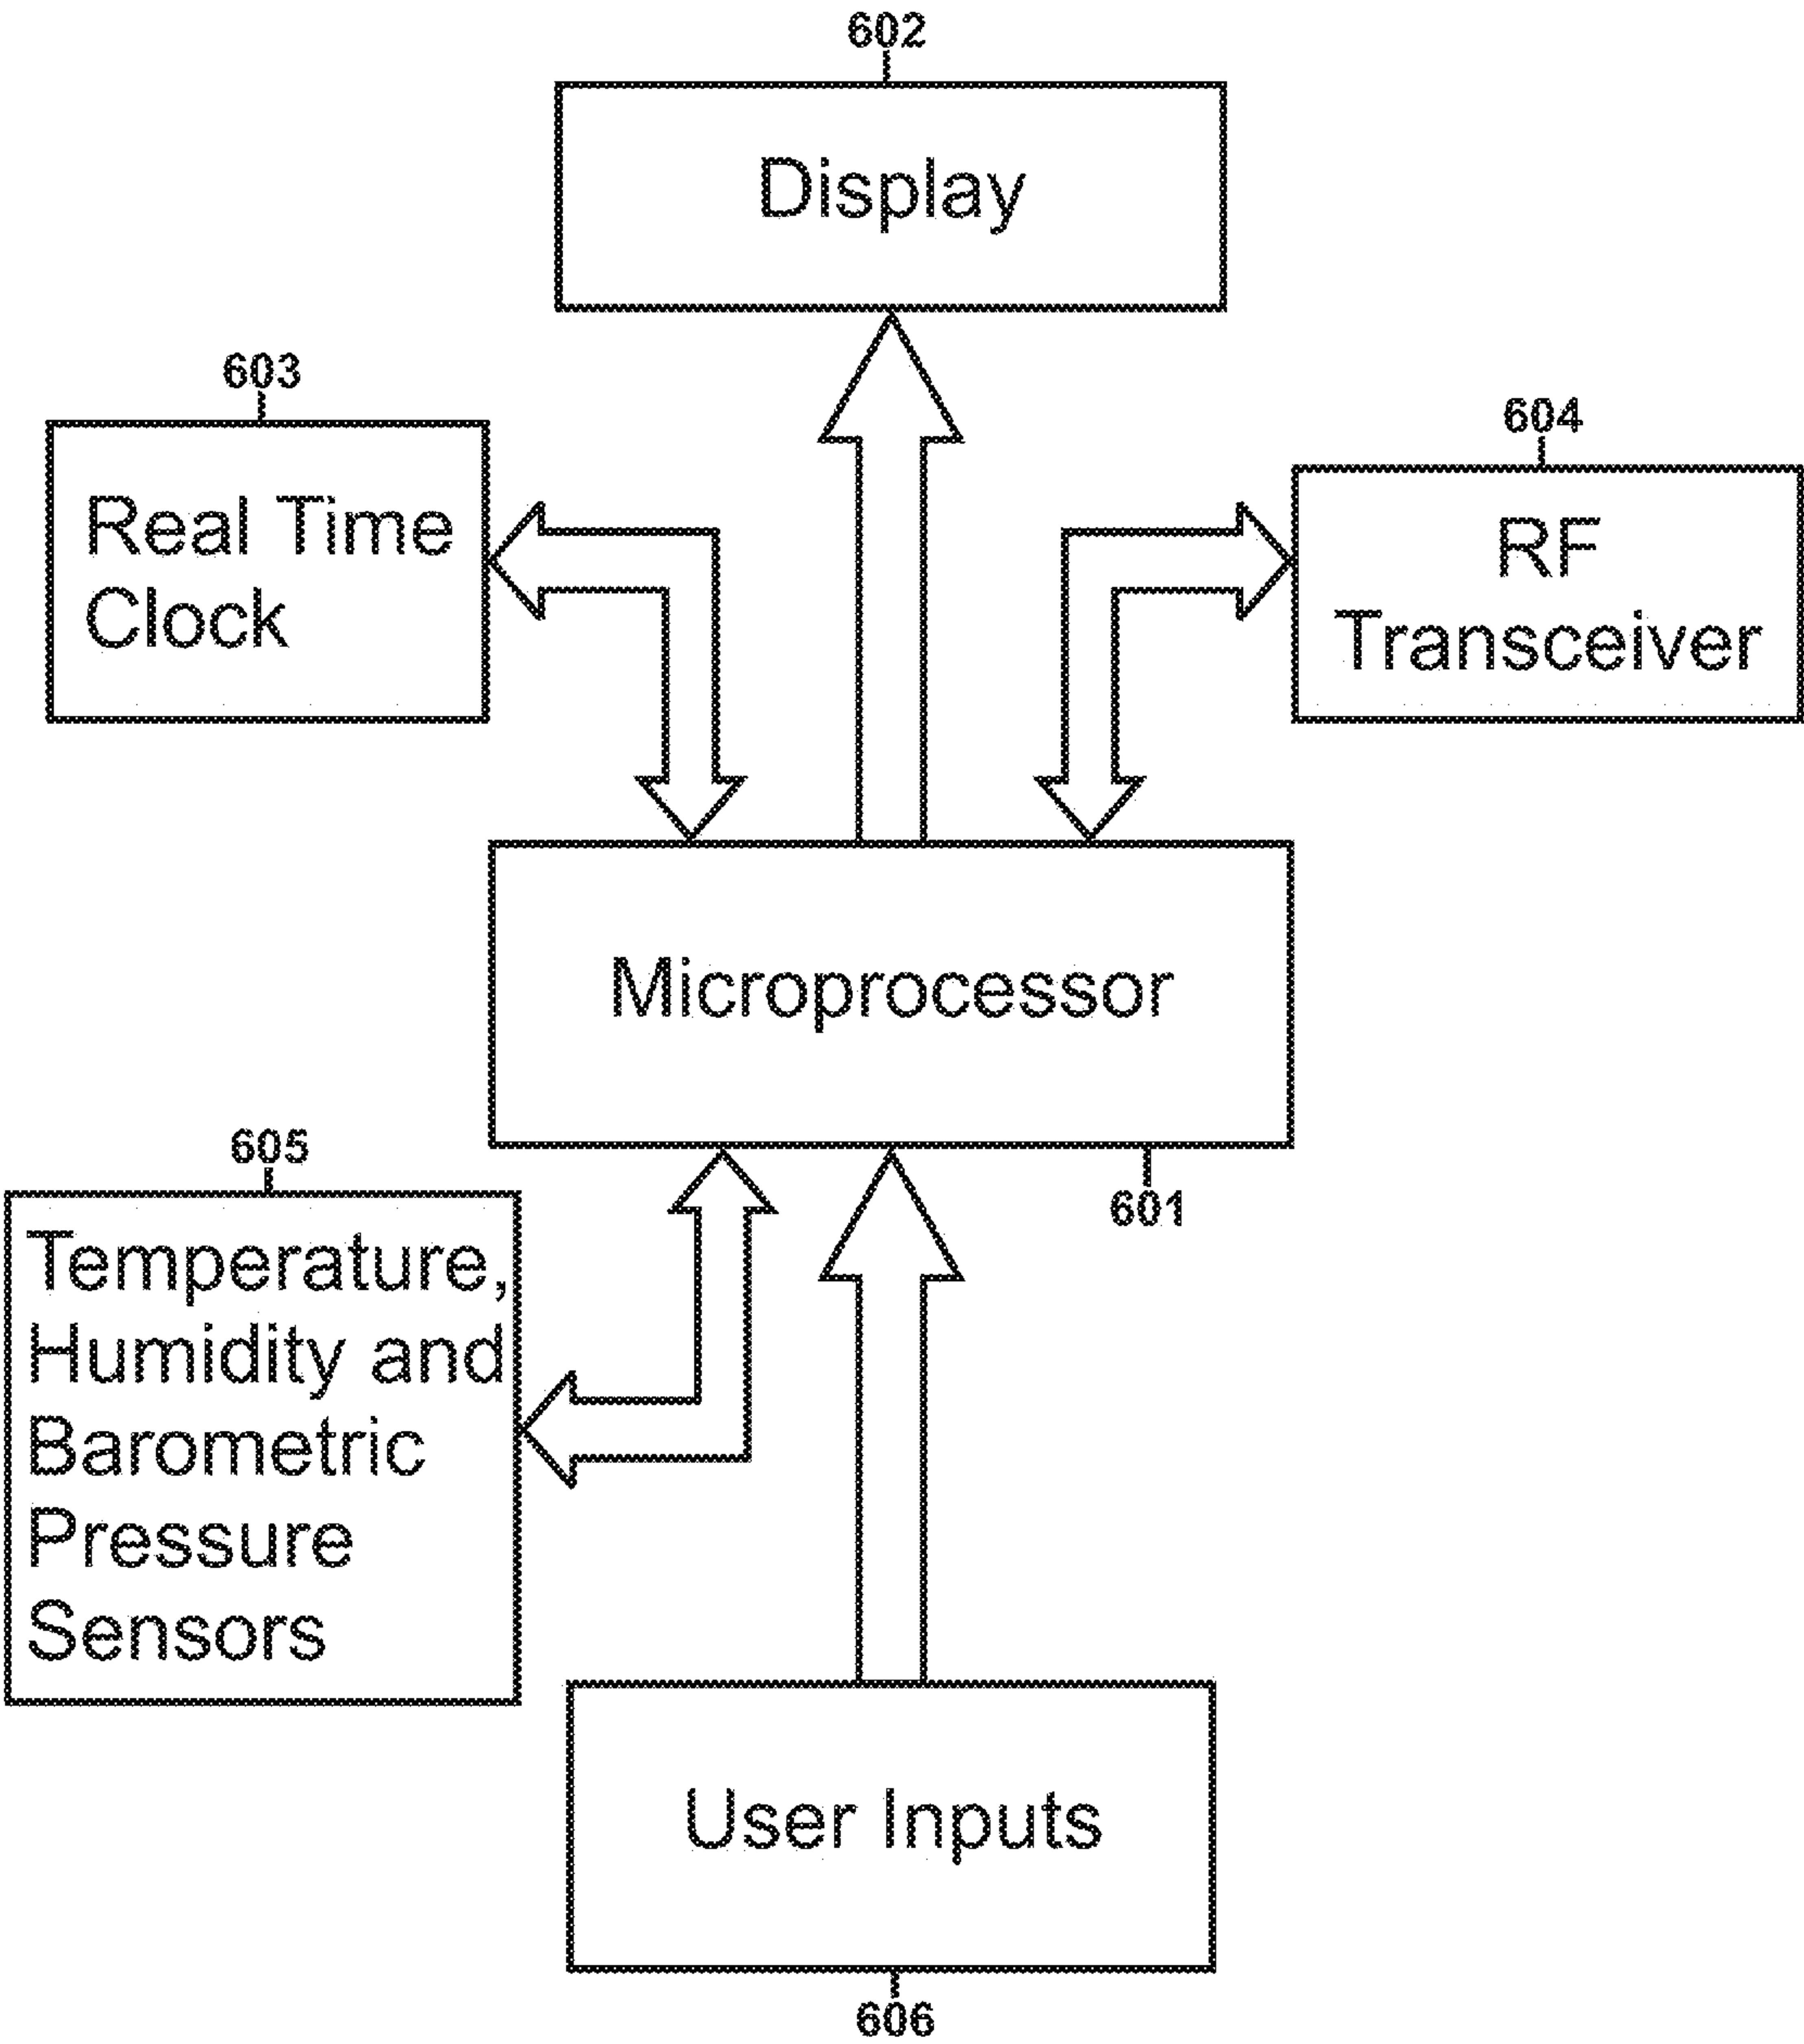 602
Display
603
Real Time
Clock
604
RF
Transceiver
Microprocessor
601
605
Temperature,
Humidity and
Barometric
Pressure
Sensors
User Inputs
606